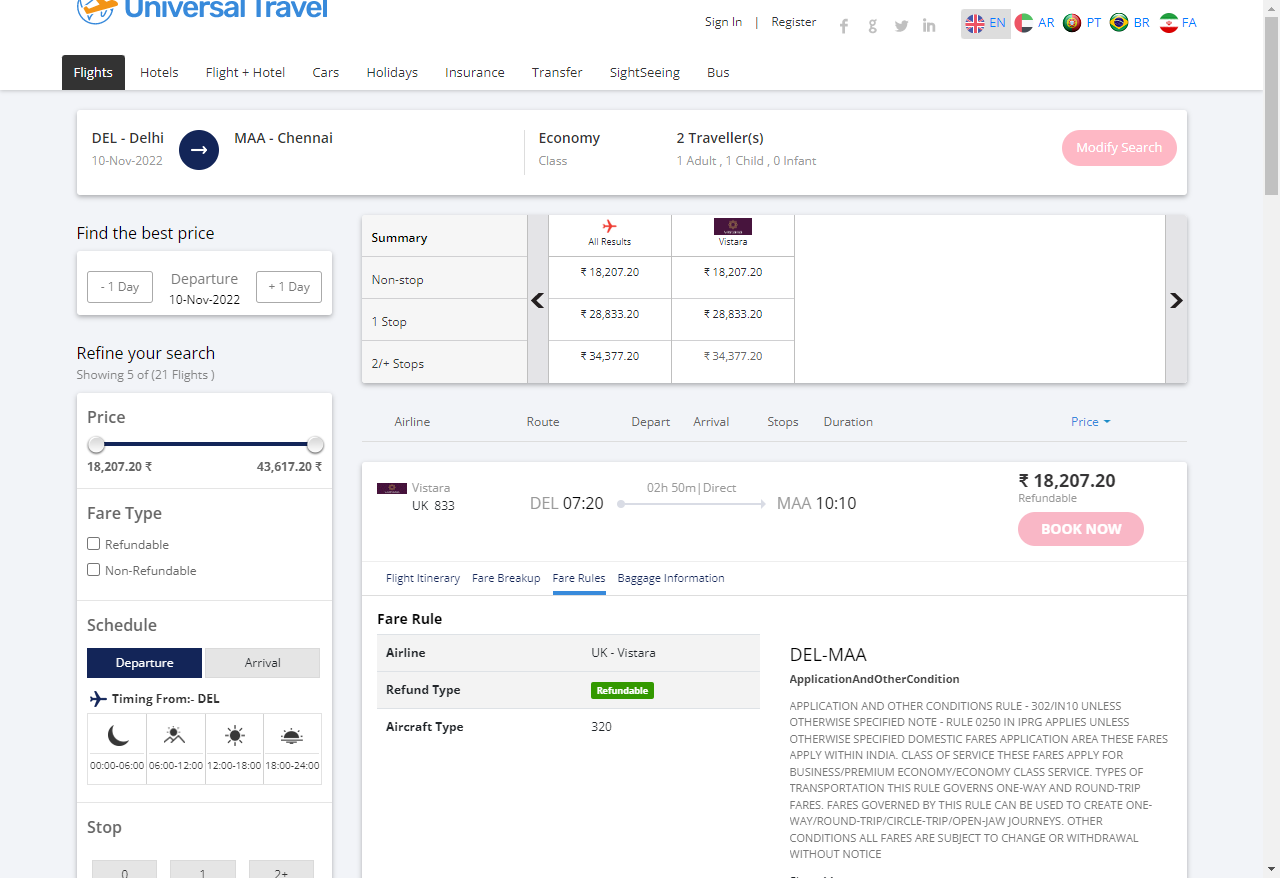 Universal Travel
Sign In | Register
EN AR PT BR FA
Flights Hotels Flight + Hotel Cars Holidays Insurance Transfer SightSeeing Bus
DEL - Delhi
10-Nov-2022
MAA - Chennai
Economy
Class
2 Traveller(s)
1 Adult , 1 Child , 0 Infant
Modify Search
Find the best price
- 1 Day
Departure
10-Nov-2022
+ 1 Day
Refine your search
Showing 5 of (21 Flights )
Price
18,207.20 ₹ 43,617.20 ₹
Fare Type
Refundable
Non-Refundable
Schedule
Departure Arrival
Timing From:- DEL
00:00-06:00 06:00-12:00 12:00-18:00 18:00-24:00
Stop
0 1 2+
Summary All Results Vistara
Non-stop ₹ 18,207.20 ₹ 18,207.20
1 Stop ₹ 28,833.20 ₹ 28,833.20
2/+ Stops ₹ 34,377.20 ₹ 34,377.20
Airline Route Depart Arrival Stops Duration Price
Vistara
UK 833
DEL 07:20
02h 50m|Direct
MAA 10:10
₹ 18,207.20
Refundable
BOOK NOW
Flight Itinerary Fare Breakup Fare Rules Baggage Information
Fare Rule
Airline UK - Vistara
Refund Type Refundable
Aircraft Type 320
DEL-MAA
ApplicationAndOtherCondition
APPLICATION AND OTHER CONDITIONS RULE - 302/IN10 UNLESS
OTHERWISE SPECIFIED NOTE - RULE 0250 IN IPRG APPLIES UNLESS
OTHERWISE SPECIFIED DOMESTIC FARES APPLICATION AREA THESE FARES
APPLY WITHIN INDIA. CLASS OF SERVICE THESE FARES APPLY FOR
BUSINESS/PREMIUM ECONOMY/ECONOMY CLASS SERVICE. TYPES OF
TRANSPORTATION THIS RULE GOVERNS ONE-WAY AND ROUND-TRIP
FARES. FARES GOVERNED BY THIS RULE CAN BE USED TO CREATE ONE-
WAY/ROUND-TRIP/CIRCLE-TRIP/OPEN-JAW JOURNEYS. OTHER
CONDITIONS ALL FARES ARE SUBJECT TO CHANGE OR WITHDRAWAL
WITHOUT NOTICE